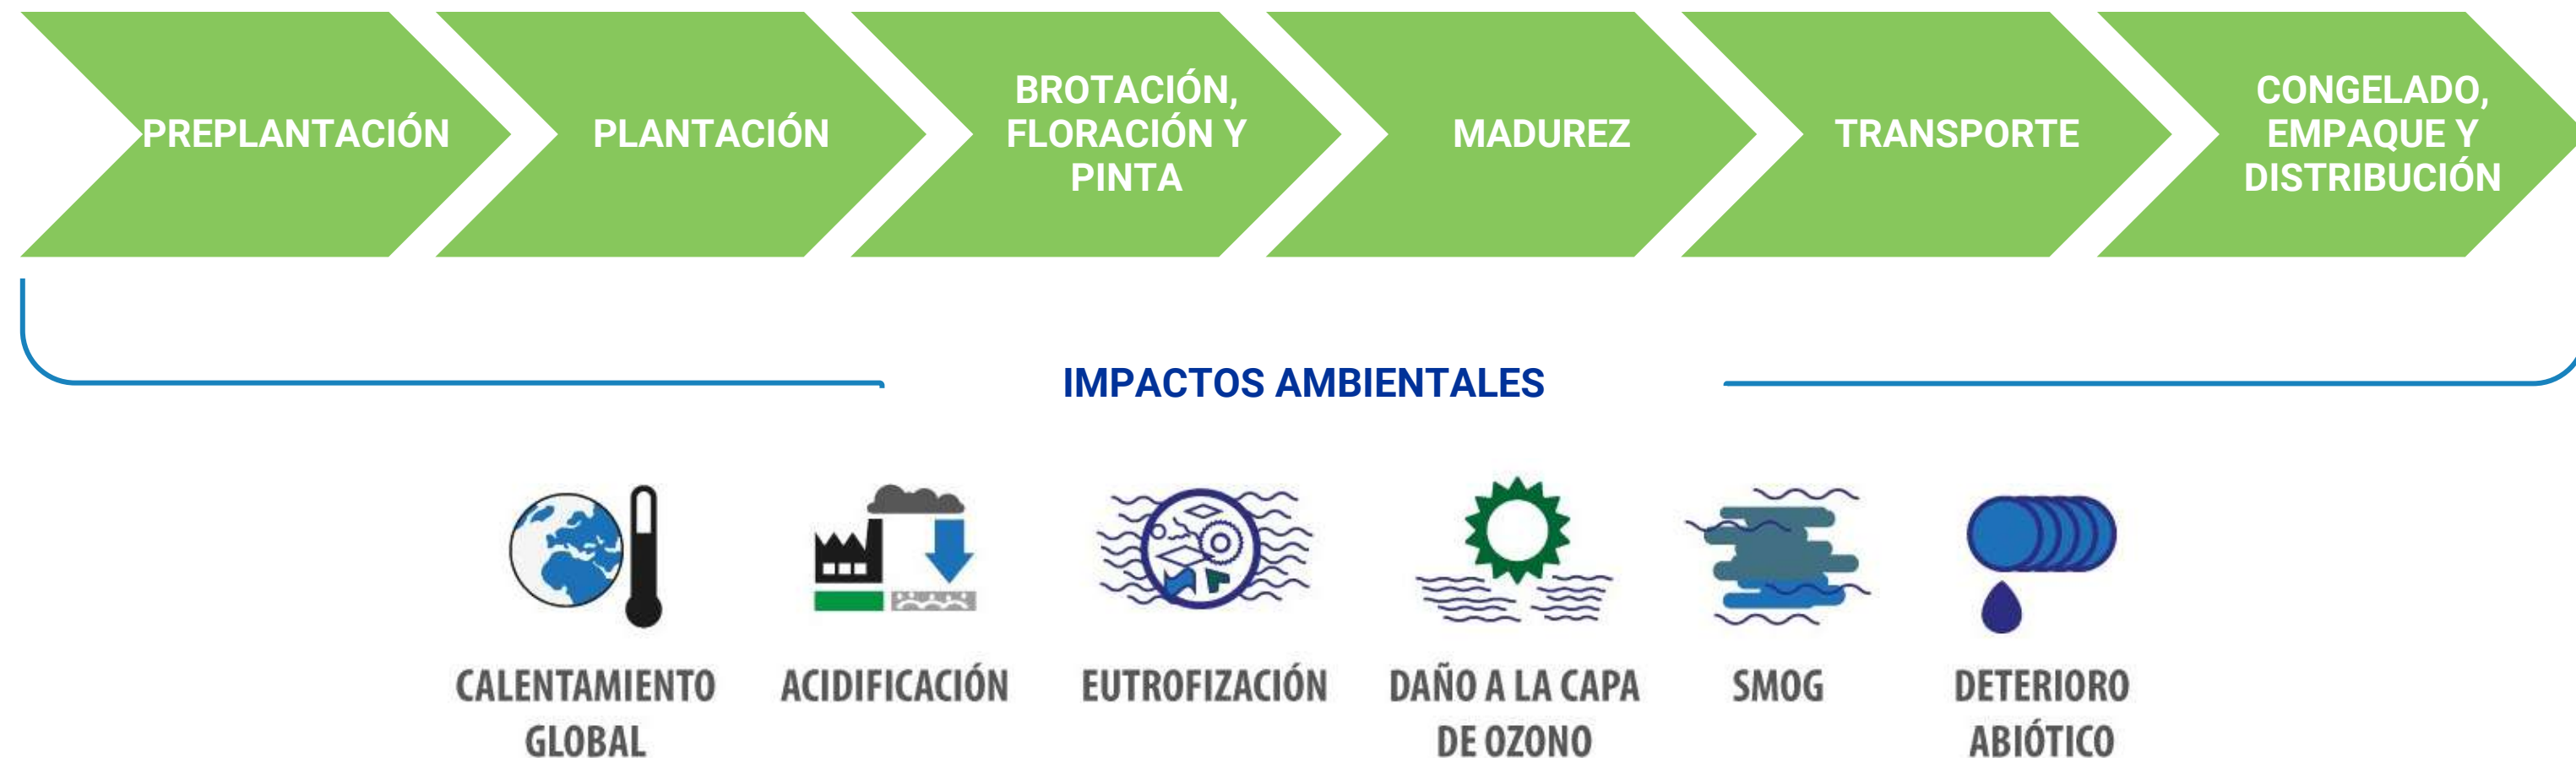 PREPLANTACIÓN
PLANTACIÓN
BROTACIÓN,
FLORACIÓN Y
PINTA
MADUREZ
TRANSPORTE
CONGELADO,
EMPAQUE Y
DISTRIBUCIÓN
IMPACTOS AMBIENTALES
CALENTAMIENTO
GLOBAL
ACIDIFICACIÓN
EUTROFIZACIÓN
DAÑO A LA CAPA
DE OZONO
SMOG
DETERIORO
ABIÓTICO